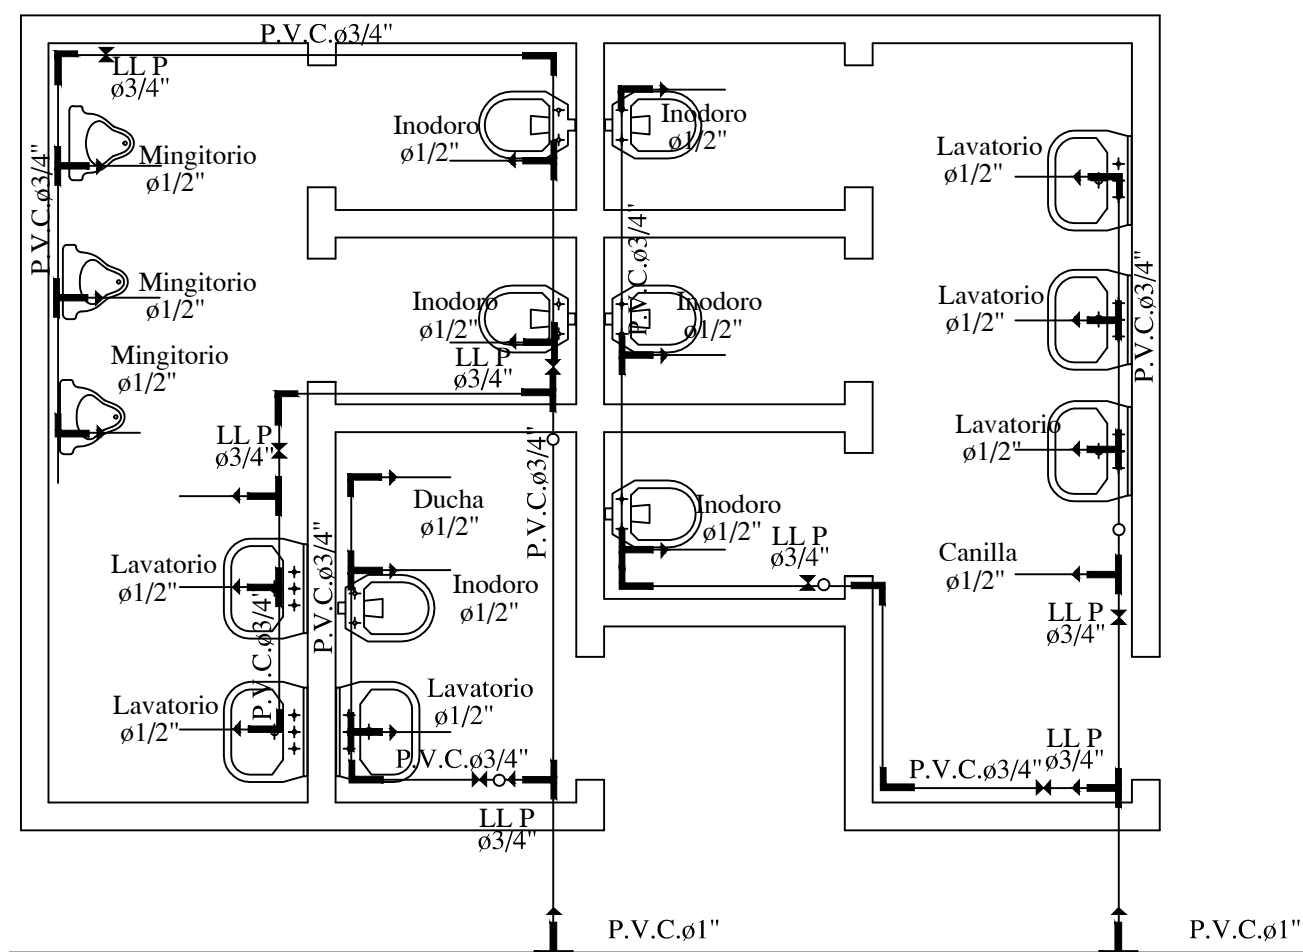 P.V.C.ø3/4"
LL P
ø3/4"
P.V.C.ø3/4"
Mingitorio
ø1/2"
Inodoro
ø1/2"
Inodoro
ø1/2"
Lavatorio
ø1/2"
Mingitorio
ø1/2"
Inodoro
ø1/2"
P.V.C.ø3/4"
Inodoro
ø1/2"
Lavatorio
ø1/2"
P.V.C.ø3/4"
Mingitorio
ø1/2"
LL P
ø3/4"
LL P
ø3/4"
P.V.C.ø3/4"
Lavatorio
ø1/2"
Ducha
ø1/2"
Inodoro
ø1/2"
LL P
ø3/4"
Canilla
ø1/2"
Lavatorio
ø1/2"
P.V.C.ø3/4"
P.V.C.ø3/4"
Inodoro
ø1/2"
LL P
ø3/4"
Lavatorio
ø1/2"
Lavatorio
ø1/2"
P.V.C.ø3/4"
LL P
ø3/4"
P.V.C.ø3/4"
LL P
ø3/4"
P.V.C.ø1"
P.V.C.ø1"